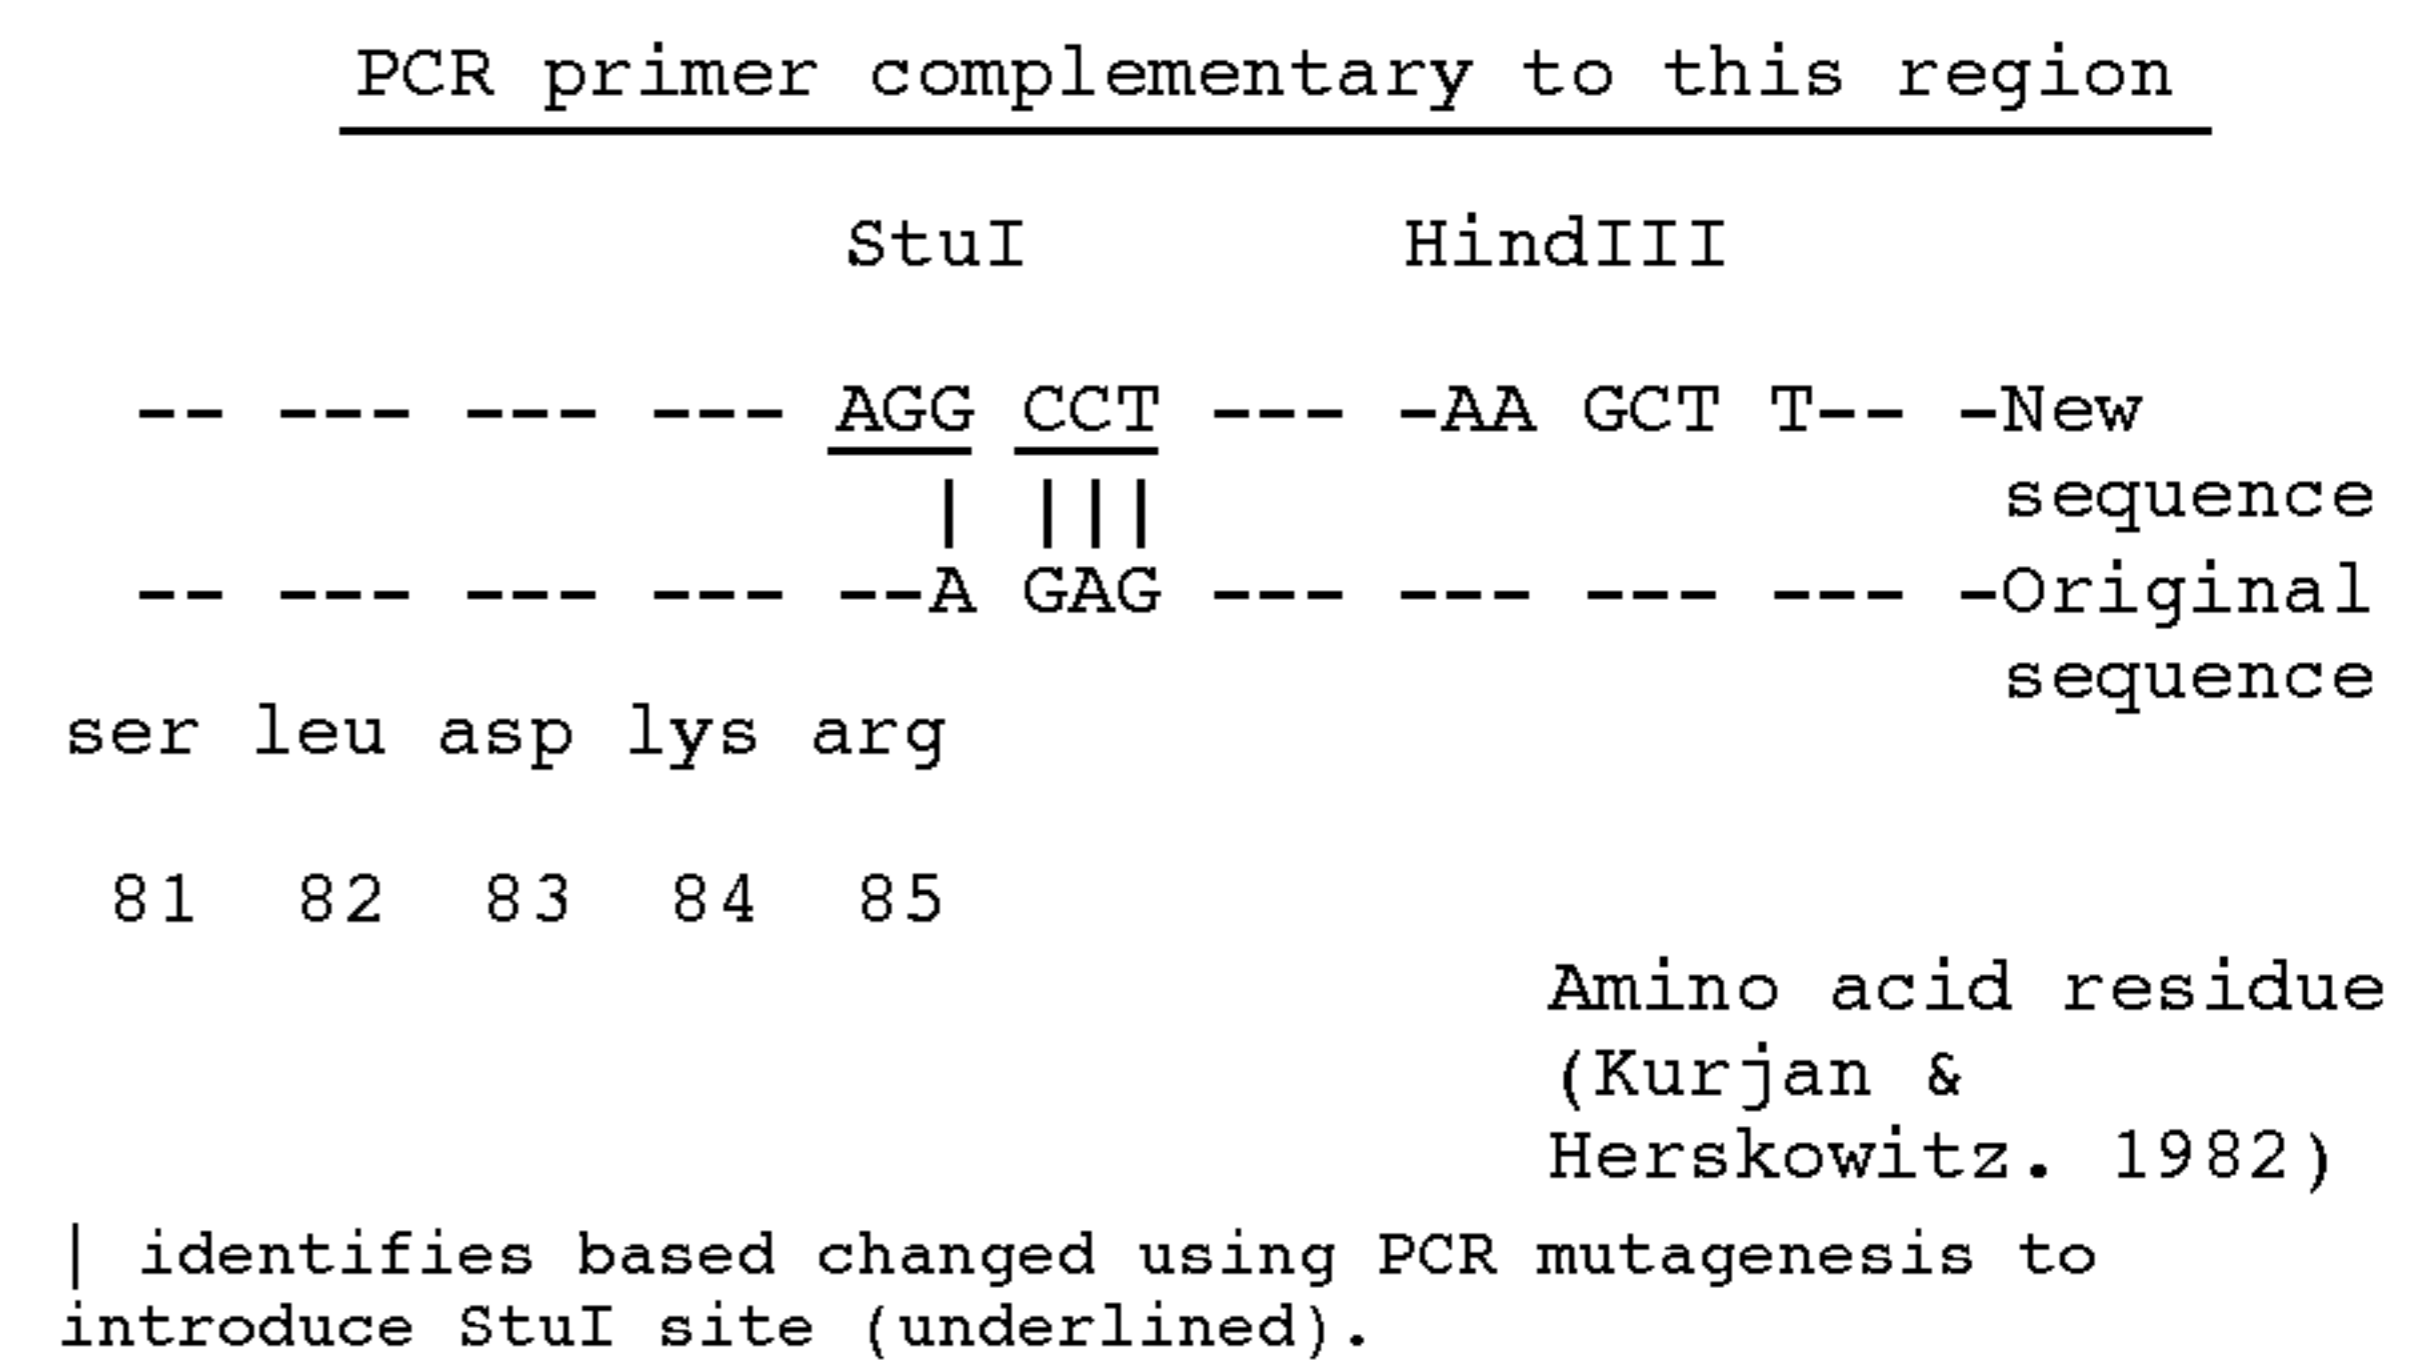 PCR primer complementary to this region
StuI HindIII
-- --- --- --- AGG CCT --- -AA GCT T-- -New
sequence
| |||
-- --- --- --- --A GAG --- --- --- --- -Original
sequence
ser leu asp lys arg
81 82 83 84 85
Amino acid residue
(Kurjan &
Herskowitz. 1982)
| identifies based changed using PCR mutagenesis to
introduce StuI site (underlined).